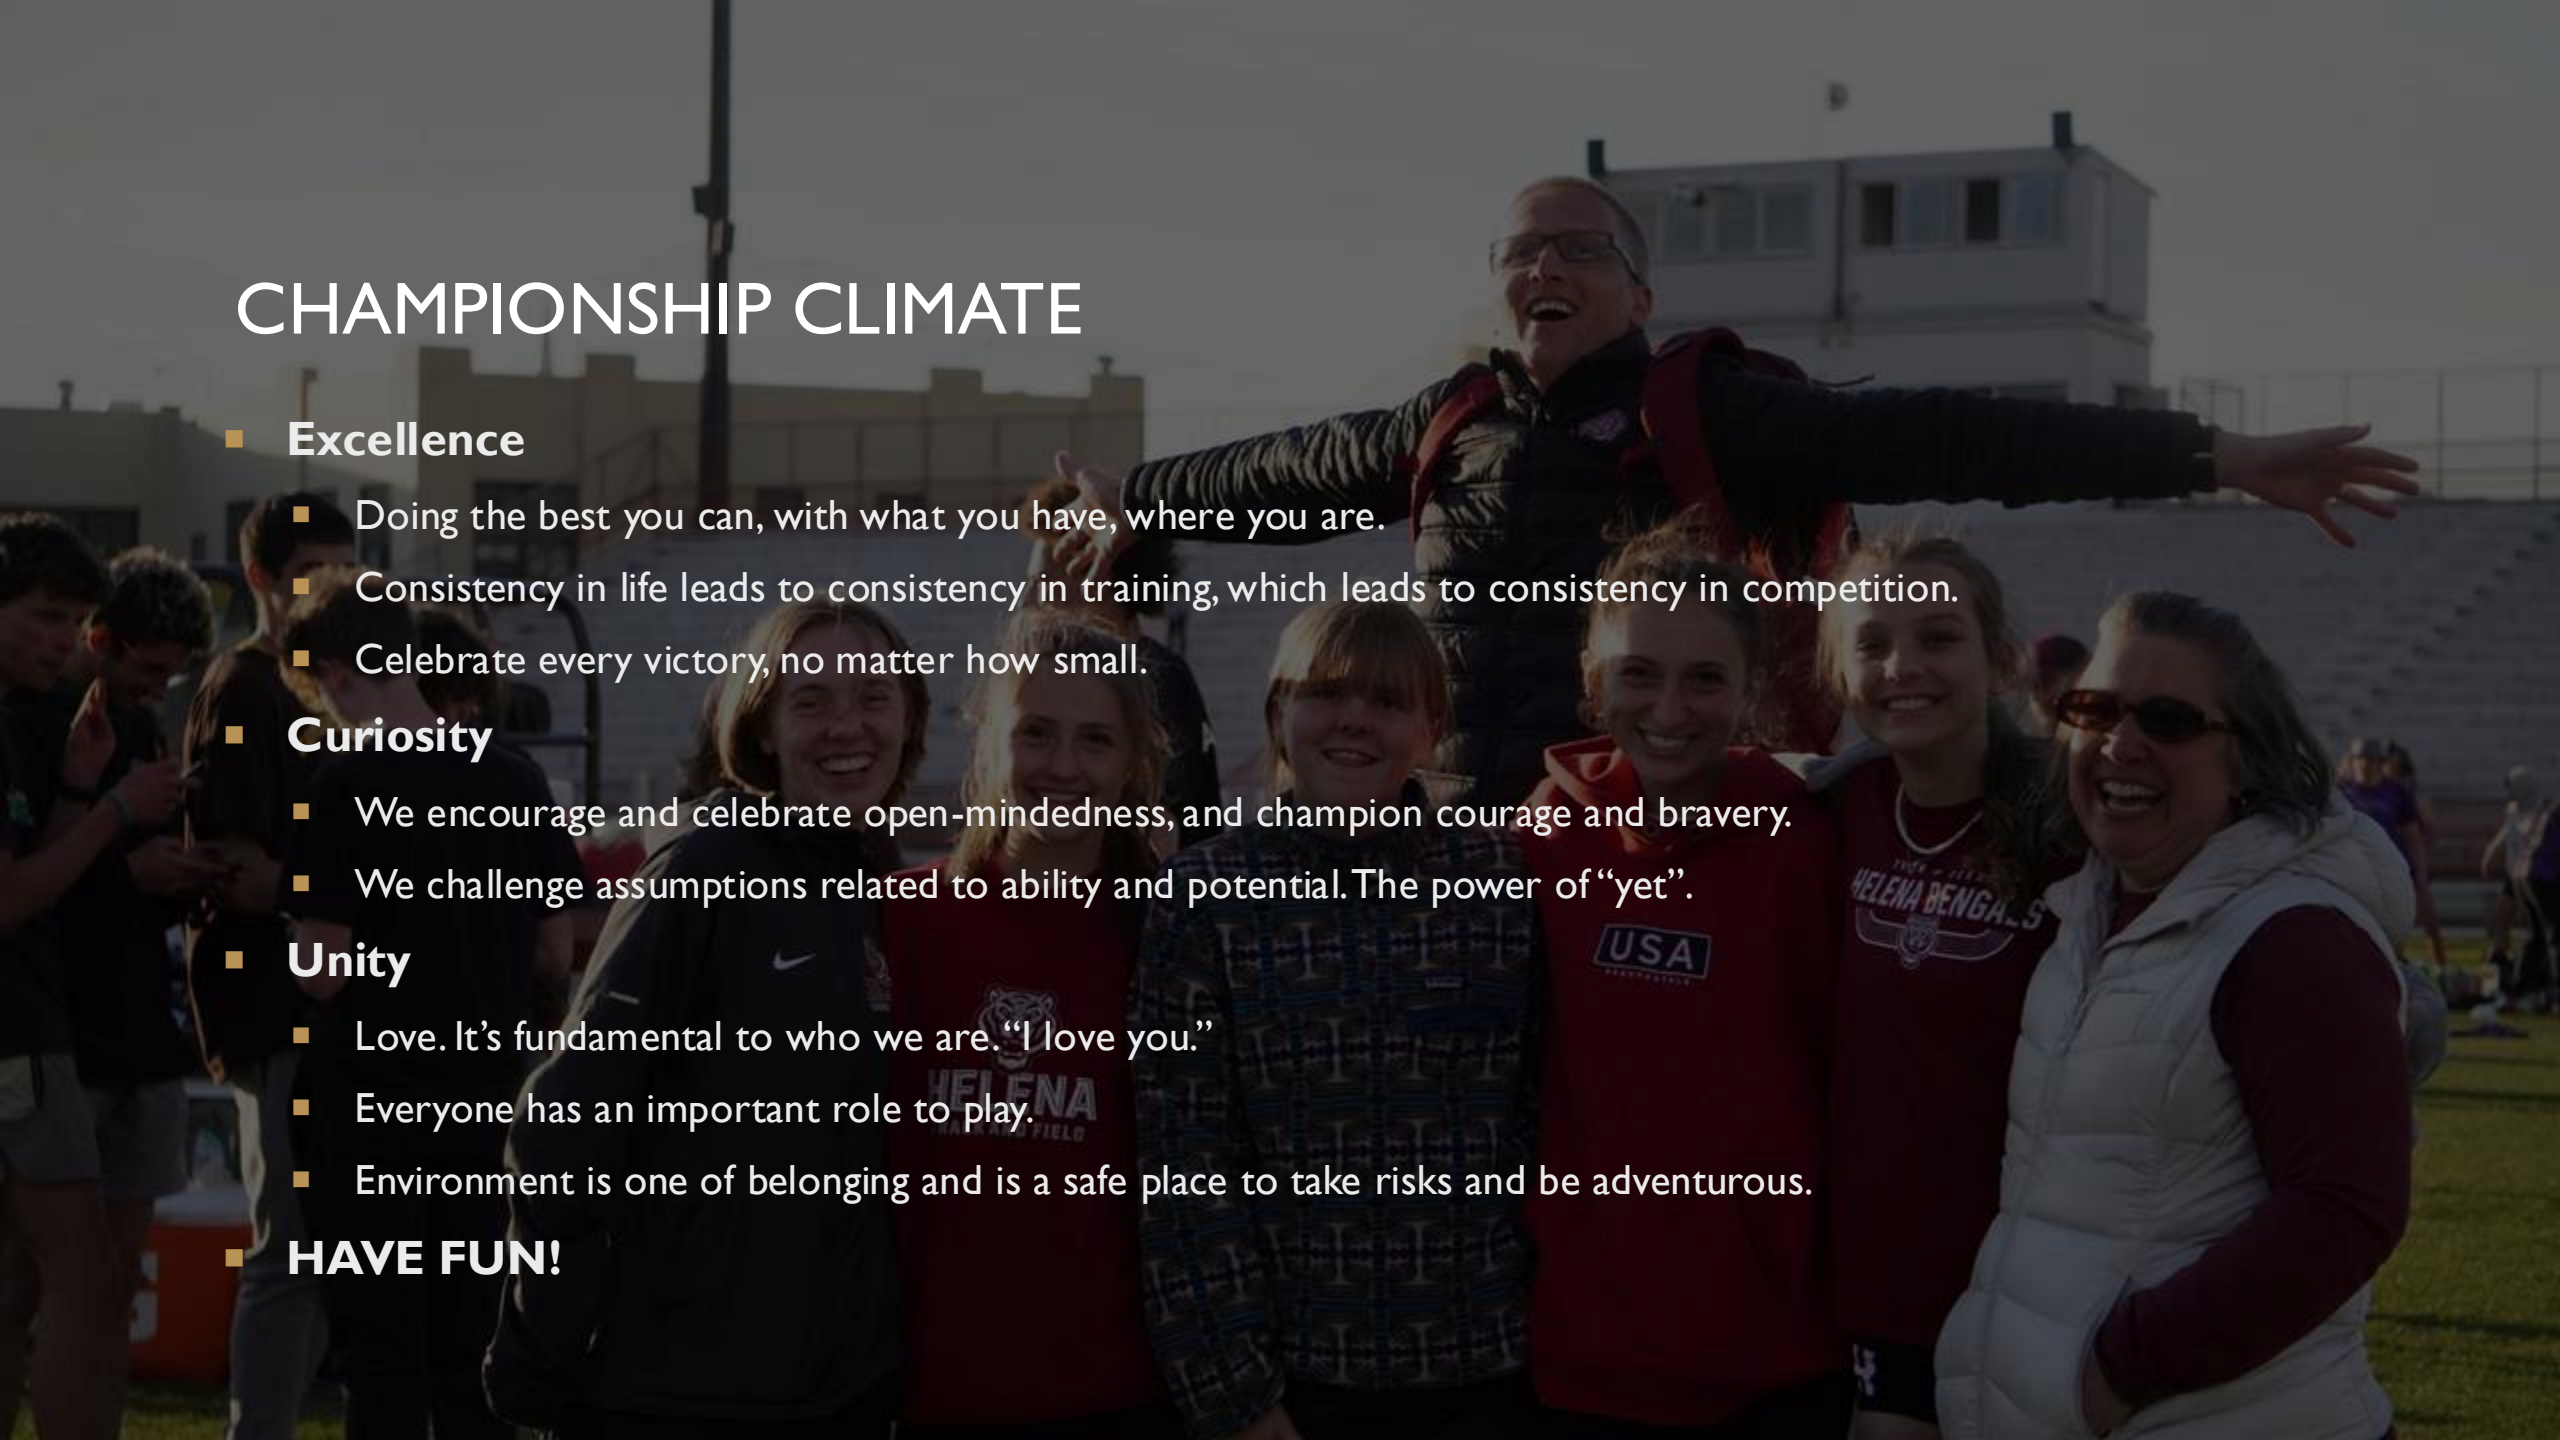 CHAMPIONSHIP CLIMATE
Excellence
Doing the best you can, with what you have, where you are.
Consistency in life leads to consistency in training, which leads to consistency in competition.
Celebrate every victory, no matter how small.
Curiosity
We encourage and celebrate open-mindedness, and champion courage and bravery.
We challenge assumptions related to ability and potential. The power of “yet”.
HELENA BENGALS
USA
Unity
Love. It’s fundamental to who we are. “I love you.”
HELENA
Everyone has an important role to play.
TRACK AND FIELD
Environment is one of belonging and is a safe place to take risks and be adventurous.
HAVE FUN!